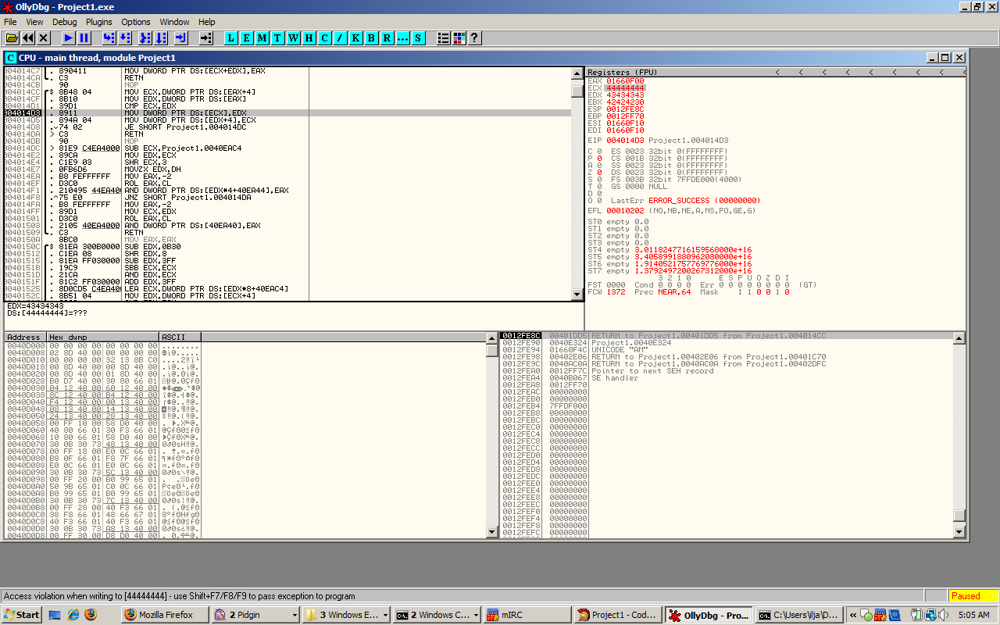 OllyDbg - Project1.exe
File View Debug Plugins Options Window Help
L E M T W H C / K B R ... S ?
C CPU - main thread, module Project1
004014C7 . 890411 MOV DWORD PTR DS:[ECX+EDX],EAX
004014CA . C3 RETN
004014CB 90 NOP
004014CC $ 8B48 04 MOV ECX,DWORD PTR DS:[EAX+4]
004014CF . 8B10 MOV EDX,DWORD PTR DS:[EAX]
004014D1 . 39D1 CMP ECX,EDX
004014D3 . 8911 MOV DWORD PTR DS:[ECX],EDX
004014D5 . 894A 04 MOV DWORD PTR DS:[EDX+4],ECX
004014D8 .v74 02 JE SHORT Project1.004014DC
004014DA > C3 RETN
004014DB 90 NOP
004014DC > 81E9 C4EA4000 SUB ECX,Project1.0040EAC4
004014E2 . 89CA MOV EDX,ECX
004014E4 . C1E9 03 SHR ECX,3
004014E7 . 0FB6D6 MOVZX EDX,DH
004014EA . B8 FEFFFFFF MOV EAX,-2
004014EF . D3C0 ROL EAX,CL
004014F1 . 210495 44EA40 AND DWORD PTR DS:[EDX*4+40EA44],EAX
004014F8 .^75 E0 JNZ SHORT Project1.004014DA
004014FA . B8 FEFFFFFF MOV EAX,-2
004014FF . 89D1 MOV ECX,EDX
00401501 . D3C0 ROL EAX,CL
00401503 . 2105 40EA4000 AND DWORD PTR DS:[40EA40],EAX
00401509 . C3 RETN
0040150A 8BC0 MOV EAX,EAX
0040150C $ 81EA 300B0000 SUB EDX,0B30
00401512 . C1EA 08 SHR EDX,8
00401515 . 81EA FF030000 SUB EDX,3FF
0040151B . 19C9 SBB ECX,ECX
0040151D . 21CA AND EDX,ECX
0040151F . 81C2 FF030000 ADD EDX,3FF
00401525 . 8D0CD5 C4EA40 LEA ECX,DWORD PTR DS:[EDX*8+40EAC4]
0040152C . 8B51 04 MOV EDX,DWORD PTR DS:[ECX+4]
EDX=43434343
DS:[44444444]=???
Registers (FPU) < < < < < < < < <
EAX 01660F00
ECX 44444444
EDX 43434343
EBX 42424230
ESP 0012FE8C
EBP 0012FF70
ESI 01660F10
EDI 01660F10
EIP 004014D3 Project1.004014D3
C 0 ES 0023 32bit 0(FFFFFFFF)
P 0 CS 001B 32bit 0(FFFFFFFF)
A 0 SS 0023 32bit 0(FFFFFFFF)
Z 0 DS 0023 32bit 0(FFFFFFFF)
S 0 FS 003B 32bit 7FFDE000(4000)
T 0 GS 0000 NULL
D 0
O 0 LastErr ERROR_SUCCESS (00000000)
EFL 00010202 (NO,NB,NE,A,NS,PO,GE,G)
ST0 empty 0.0
ST1 empty 0.0
ST2 empty 0.0
ST3 empty 0.0
ST4 empty 3.0118247716159568000e+16
ST5 empty 3.4058991880962080000e+16
ST6 empty 1.9140521757769776000e+16
ST7 empty 1.3792497200267312000e+16
3 2 1 0 E S P U O Z D I
FST 0000 Cond 0 0 0 0 Err 0 0 0 0 0 0 0 0 (GT)
FCW 1372 Prec NEAR,64 Mask 1 1 0 0 1 0
Address Hex dump ASCII
0040D000 00 00 00 00 00 00 00 00
0040D008 02 8D 40 00 00 00 00 00
0040D010 00 00 00 00 32 13 8B C0
0040D018 00 8D 40 00 00 8D 40 00
0040D020 00 8D 40 00 01 8D 40 00
0040D028 B0 D7 40 00 30 80 66 01
0040D030 04 12 40 00 60 12 40 00
0040D038 8C 12 40 00 B4 12 40 00
0040D040 F4 12 40 00 00 13 40 00
0040D048 08 13 40 00 14 13 40 00
0040D050 24 13 40 00 28 13 40 00
0040D058 00 FF 10 00 58 D0 40 00
0040D060 40 80 66 01 30 F3 66 01
0040D068 10 80 66 01 58 D0 40 00
0040D070 30 0B 30 73 48 13 40 00
0040D078 00 FF 18 00 E0 0C 66 01
0040D080 B8 0F 66 01 F8 7F 66 01
0040D088 E0 0C 66 01 E0 0C 66 01
0040D090 30 0B 30 73 5C 13 40 00
0040D098 00 FF 20 00 B0 99 65 01
0040D0A0 50 9B 65 01 C0 0C 66 01
0040D0A8 B0 99 65 01 B0 99 65 01
0040D0B0 30 0B 30 73 7C 13 40 00
0040D0B8 00 FF 28 00 40 F3 66 01
0040D0C0 38 F8 66 01 48 66 67 01
0040D0C8 40 F3 66 01 40 F3 66 01
0040D0D0 30 0B 30 73 A8 13 40 00
0040D0D8 00 FF 30 00 D8 D0 40 00
0012FE8C 00401DD5 RETURN to Project1.00401DD5 from Project1.004014CC
0012FE90 0040E324 Project1.0040E324
0012FE94 01660F4C UNICODE "AM"
0012FE98 00402E06 RETURN to Project1.00402E06 from Project1.00401C70
0012FE9C 0040AC0A RETURN to Project1.0040AC0A from Project1.00402DFC
0012FEA0 0012FF7C Pointer to next SEH record
0012FEA4 0040B067 SE handler
0012FEA8 0012FF70
0012FEAC 00000000
0012FEB0 00000000
0012FEB4 7FFDF000
0012FEB8 00000000
0012FEBC 00000000
0012FEC0 00000000
0012FEC4 00000000
0012FEC8 00000000
0012FECC 00000000
0012FED0 00000000
0012FED4 00000000
0012FED8 00000000
0012FEDC 00000000
0012FEE0 00000000
0012FEE4 00000000
0012FEE8 00000000
0012FEEC 00000000
0012FEF0 00000000
0012FEF4 00000000
0012FEF8 00000000
0012FEFC 00000000
Access violation when writing to [44444444] - use Shift+F7/F8/F9 to pass exception to program
Paused
Start Mozilla Firefox 2 Pidgin 3 Windows E... 2 Windows C... mIRC Project1 - Cod... OllyDbg - Pro... C:\Users\ilja\D... « 5:05 AM